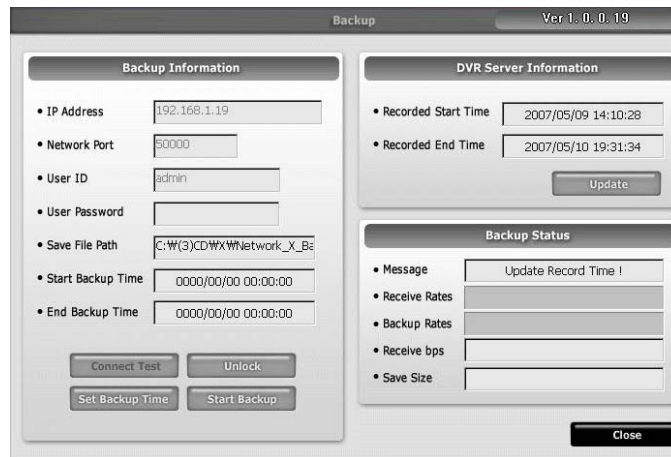 Backup
Ver 1. 0. 0. 19
Backup Information
• IP Address 192.168.1.19
• Network Port 50000
• User ID admin
• User Password
• Save File Path C:₩(3)CD₩X₩Network_X_Ba
• Start Backup Time 0000/00/00 00:00:00
• End Backup Time 0000/00/00 00:00:00
Connect Test Unlock
Set Backup Time Start Backup
DVR Server Information
• Recorded Start Time 2007/05/09 14:10:28
• Recorded End Time 2007/05/10 19:31:34
Update
Backup Status
• Message Update Record Time !
• Receive Rates
• Backup Rates
• Receive bps
• Save Size
Close